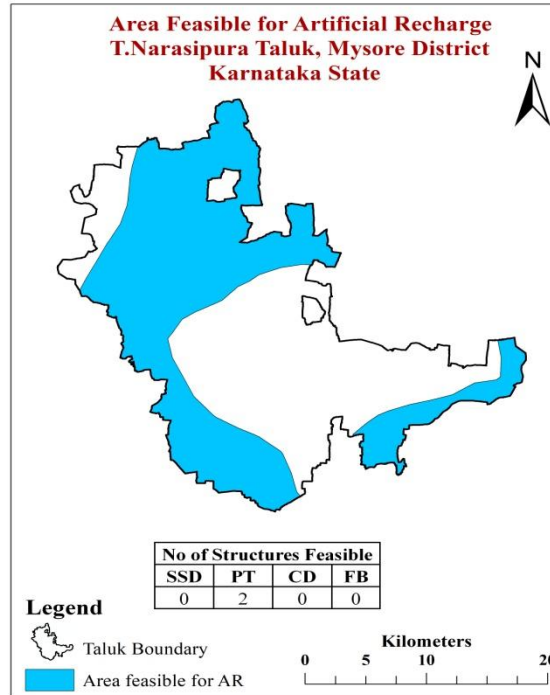 Area Feasible for Artificial Recharge
T.Narasipura Taluk, Mysore District
Karnataka State
N
No of Structures Feasible
SSD PT CD FB
0 2 0 0
Legend
Taluk Boundary
Area feasible for AR
Kilometers
0 5 10 20